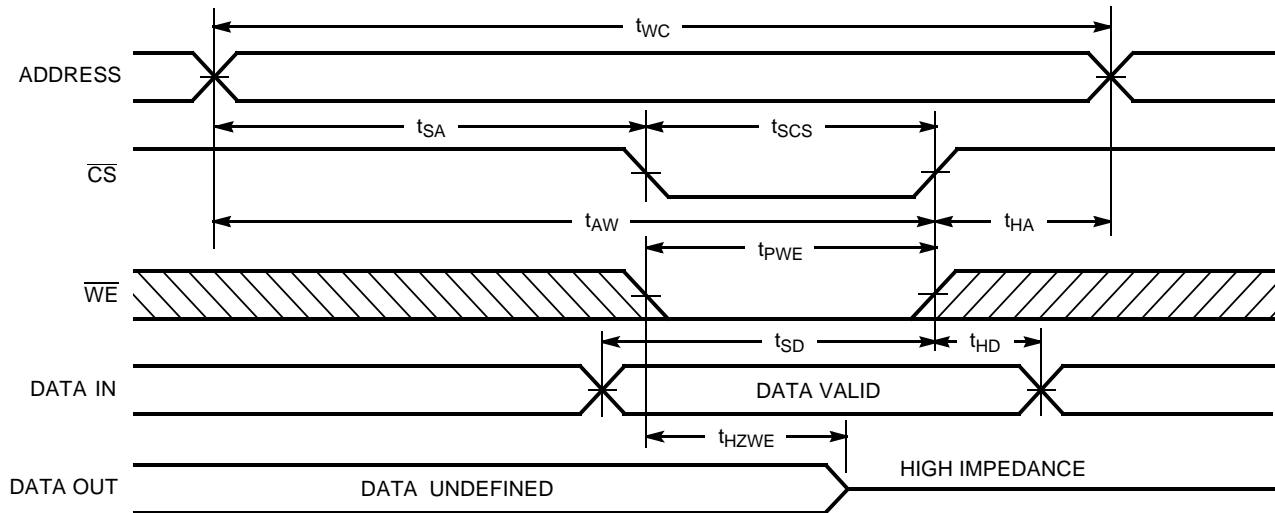 tWC
ADDRESS
tSA
tSCS
CS
tAW
tHA
tPWE
WE
tSD
tHD
DATA IN
DATA VALID
tHZWE
HIGH IMPEDANCE
DATA OUT
DATA UNDEFINED